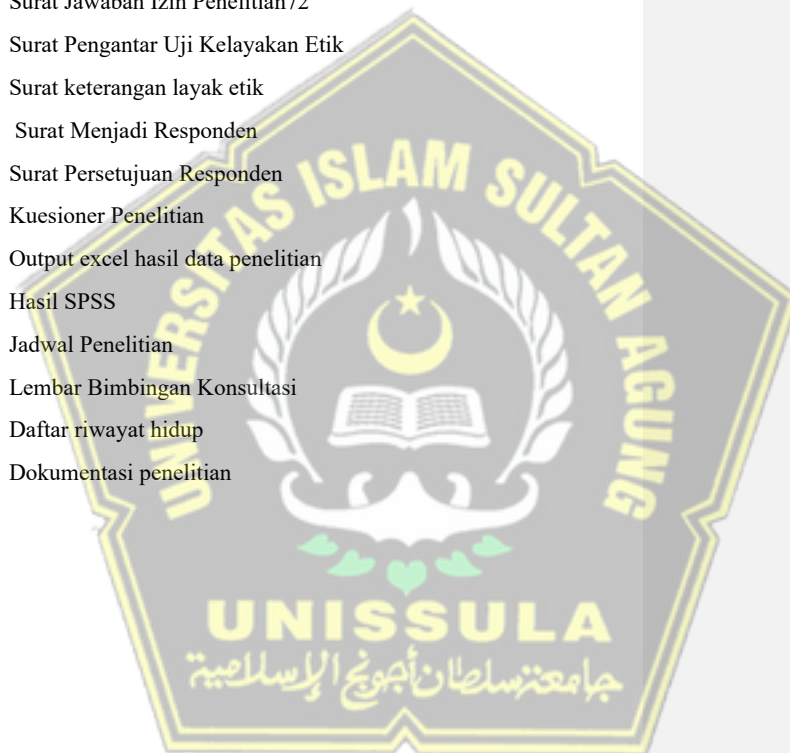 Surat Jawaban Izin Penelitian72
Surat Pengantar Uji Kelayakan Etik
Surat keterangan layak etik
Surat Menjadi Responden
Surat Persetujuan Responden
Kuesioner Penelitian
Output excel hasil data penelitian
Hasil SPSS
Jadwal Penelitian
Lembar Bimbingan Konsultasi
Daftar riwayat hidup
Dokumentasi penelitian
UNIVERSITAS ISLAM SULTAN AGUNG
UNISSULA
جامعة سلطان أجونج الإسلامية